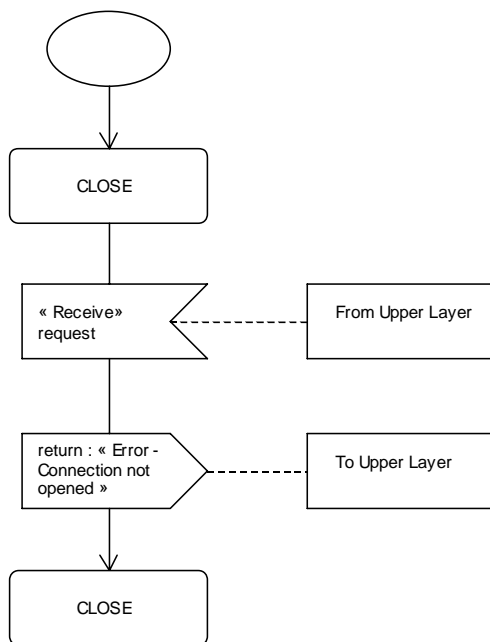 CLOSE
« Receive»
request
From Upper Layer
return : « Error -
Connection not
opened »
To Upper Layer
CLOSE